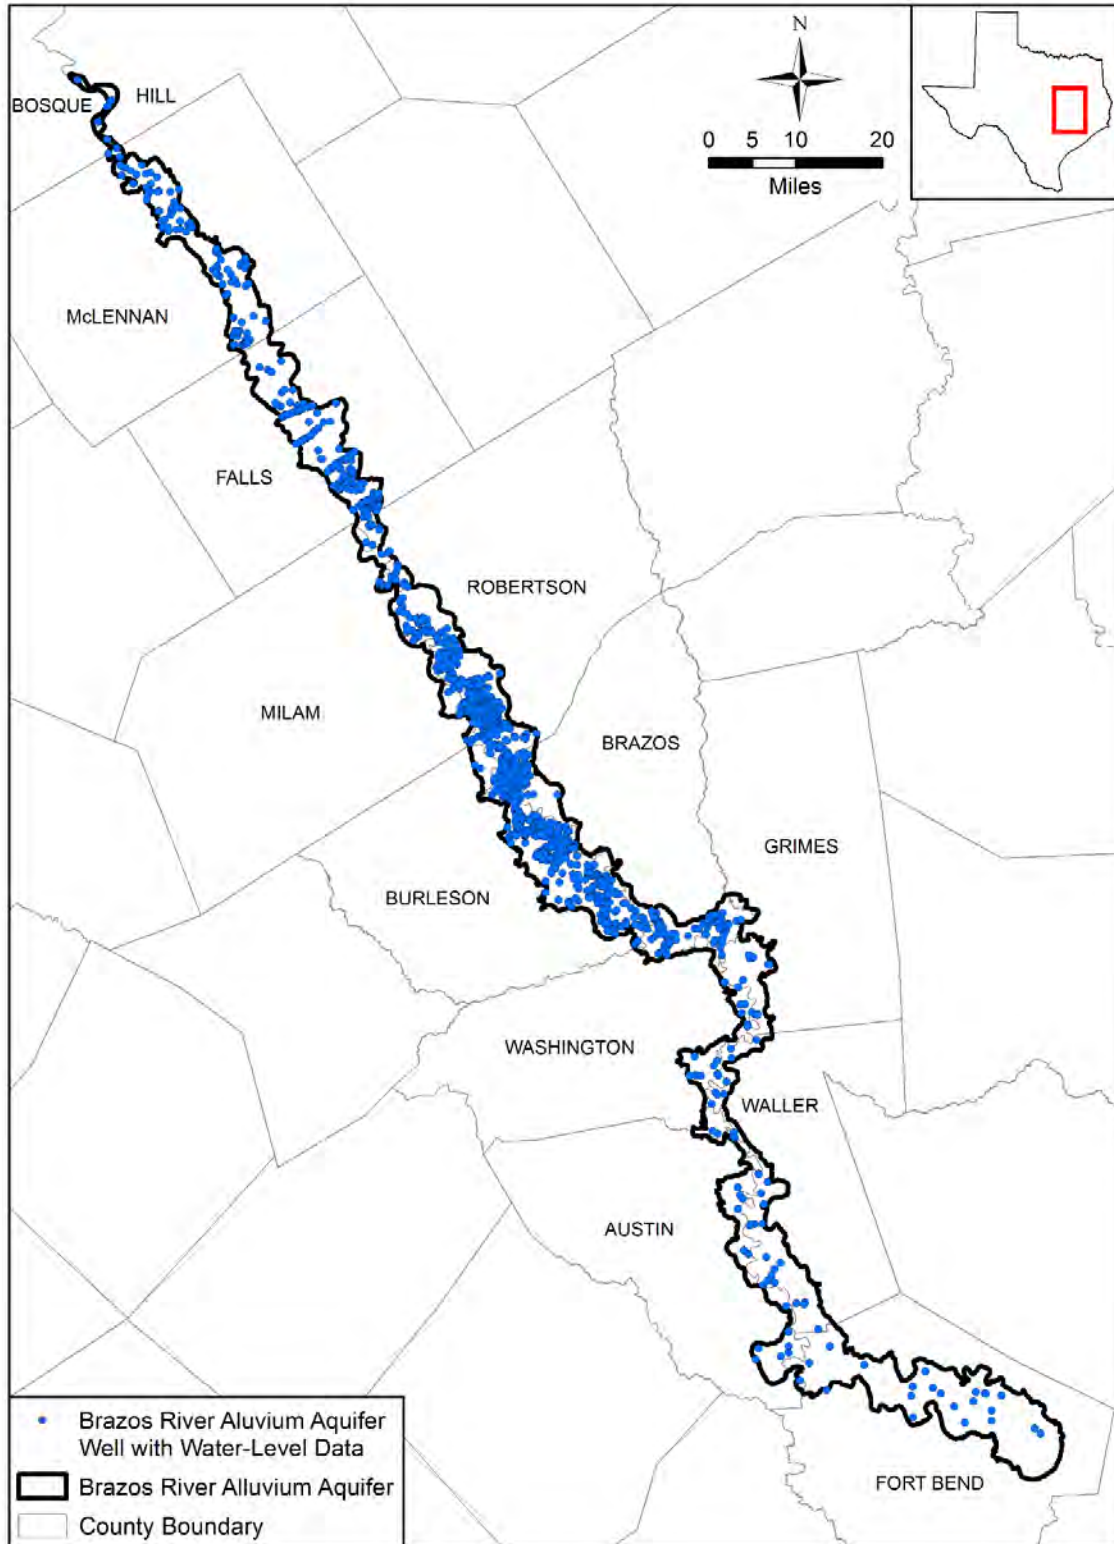 N
BOSQUE
HILL
0 5 10 20
Miles
McLENNAN
FALLS
ROBERTSON
MILAM
BRAZOS
GRIMES
BURLESON
WASHINGTON
WALLER
AUSTIN
FORT BEND
Brazos River Aluvium Aquifer
Well with Water-Level Data
Brazos River Alluvium Aquifer
County Boundary